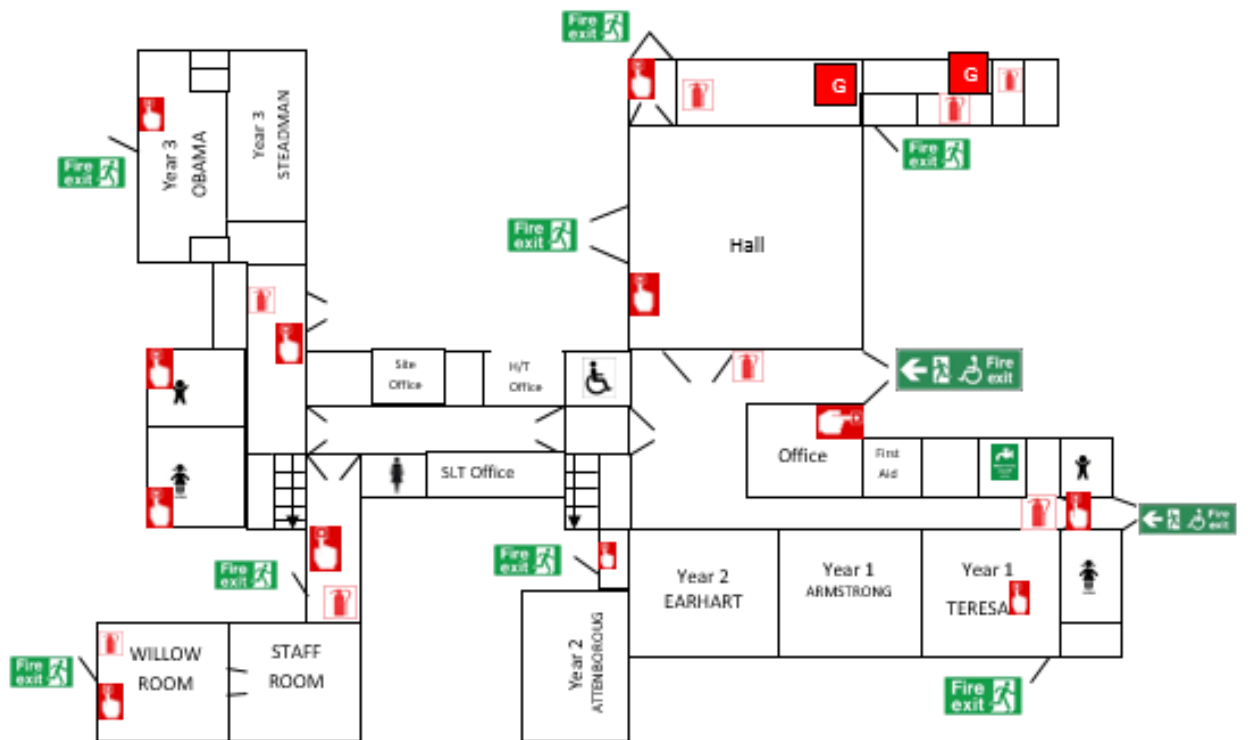 Fire
exit
G
G
Year 3
OBAMA
Year 3
STEADMAN
Fire
exit
Fire
exit
Fire
exit
Hall
Site
Office
H/T
Office
Fire
exit
Office
First
Aid
SLT Office
Fire
exit
Fire
exit
Fire
exit
Year 2
EARHART
Year 1
ARMSTRONG
Year 1
TERESA
WILLOW
ROOM
STAFF
ROOM
Year 2
ATTENBOROUG
Fire
exit
Fire
exit